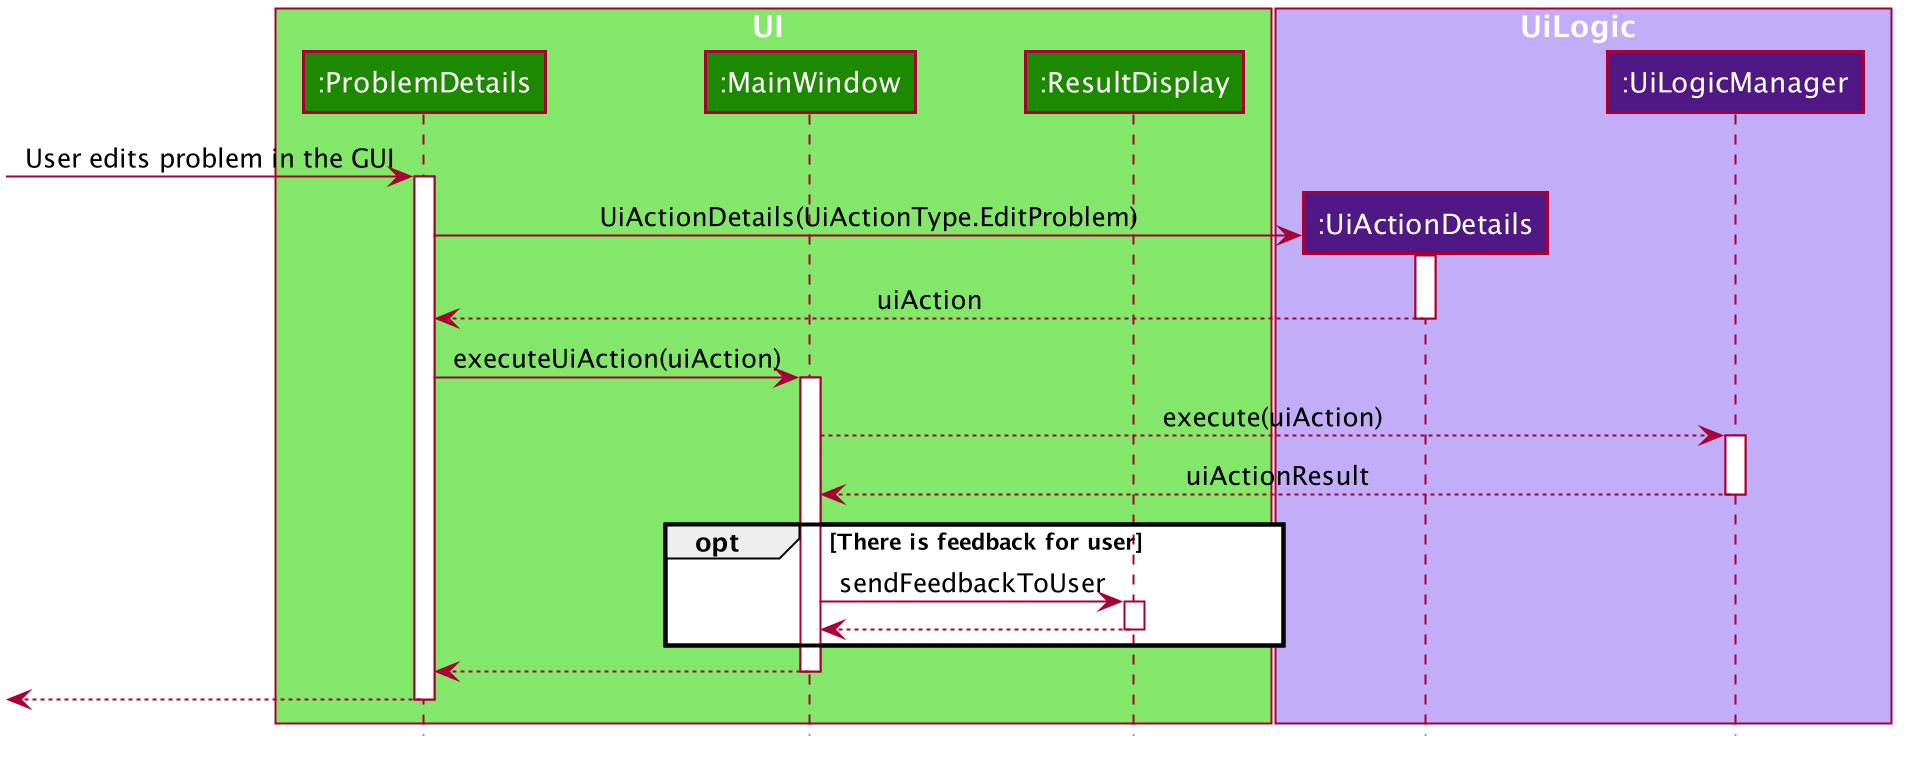 UI
UiLogic
:ProblemDetails
:MainWindow
:ResultDisplay
:UiLogicManager
User edits problem in the GUI
UiActionDetails(UiActionType.EditProblem)
:UiActionDetails
uiAction
executeUiAction(uiAction)
execute(uiAction)
uiActionResult
opt
[There is feedback for user]
sendFeedbackToUser